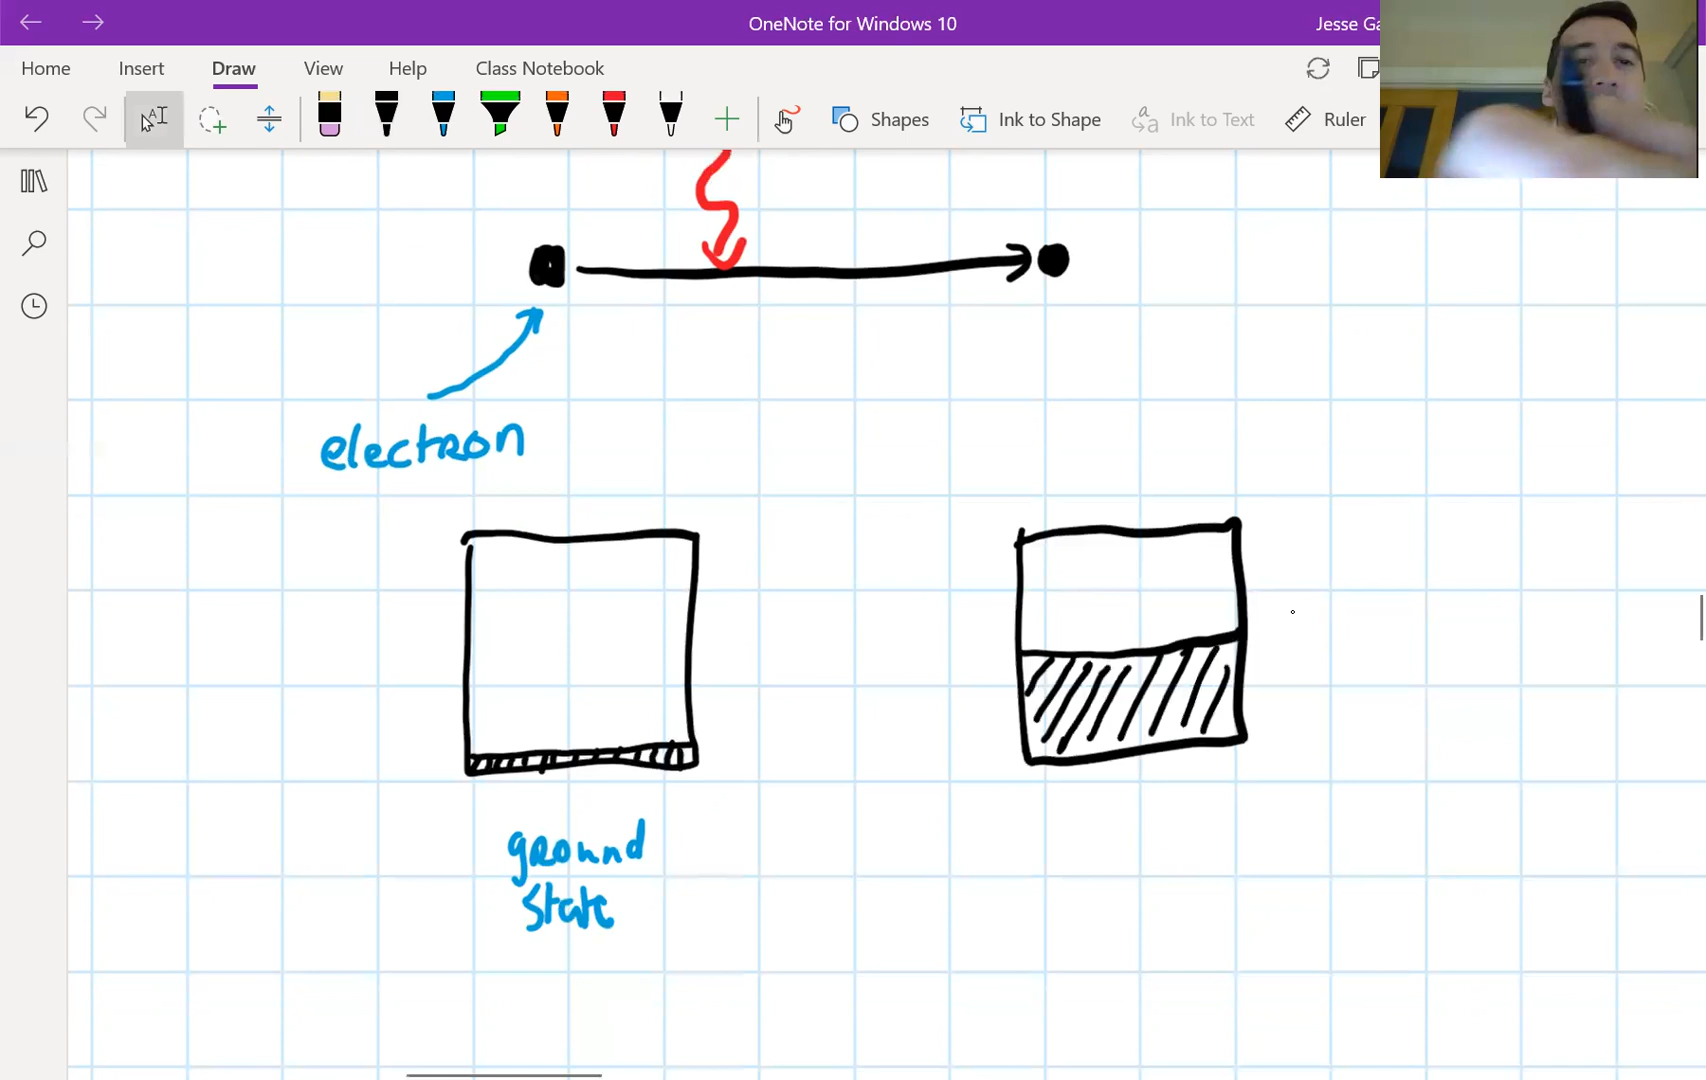 OneNote for Windows 10
Jesse Ga
Home Insert Draw View Help Class Notebook
Shapes Ink to Shape Ink to Text Ruler
electron
ground
state